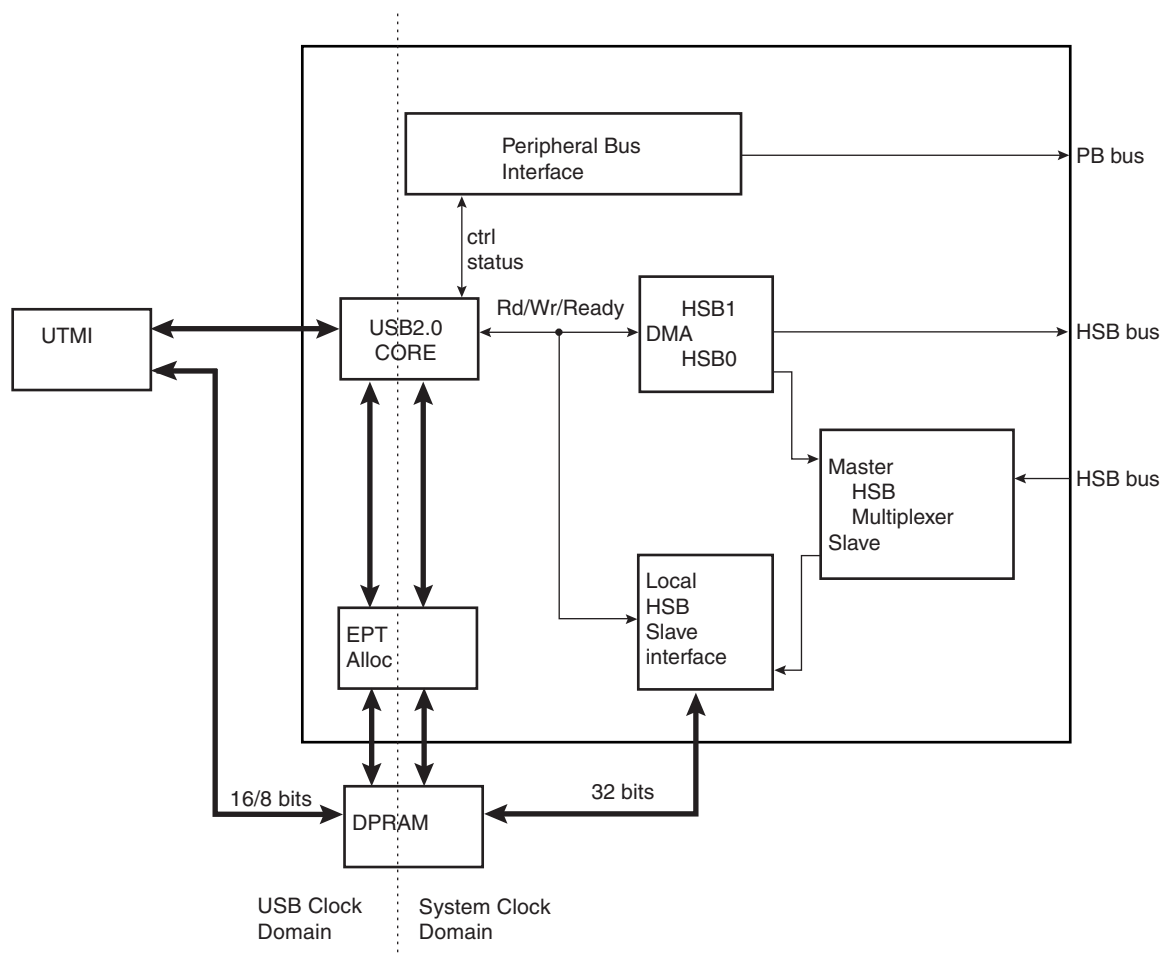 Peripheral Bus
Interface
PB bus
ctrl
status
UTMI
USB2.0
CORE
Rd/Wr/Ready
HSB1
DMA
HSB0
HSB bus
Master
HSB
Multiplexer
Slave
HSB bus
Local
HSB
Slave
interface
EPT
Alloc
16/8 bits
DPRAM
32 bits
USB Clock
Domain
System Clock
Domain